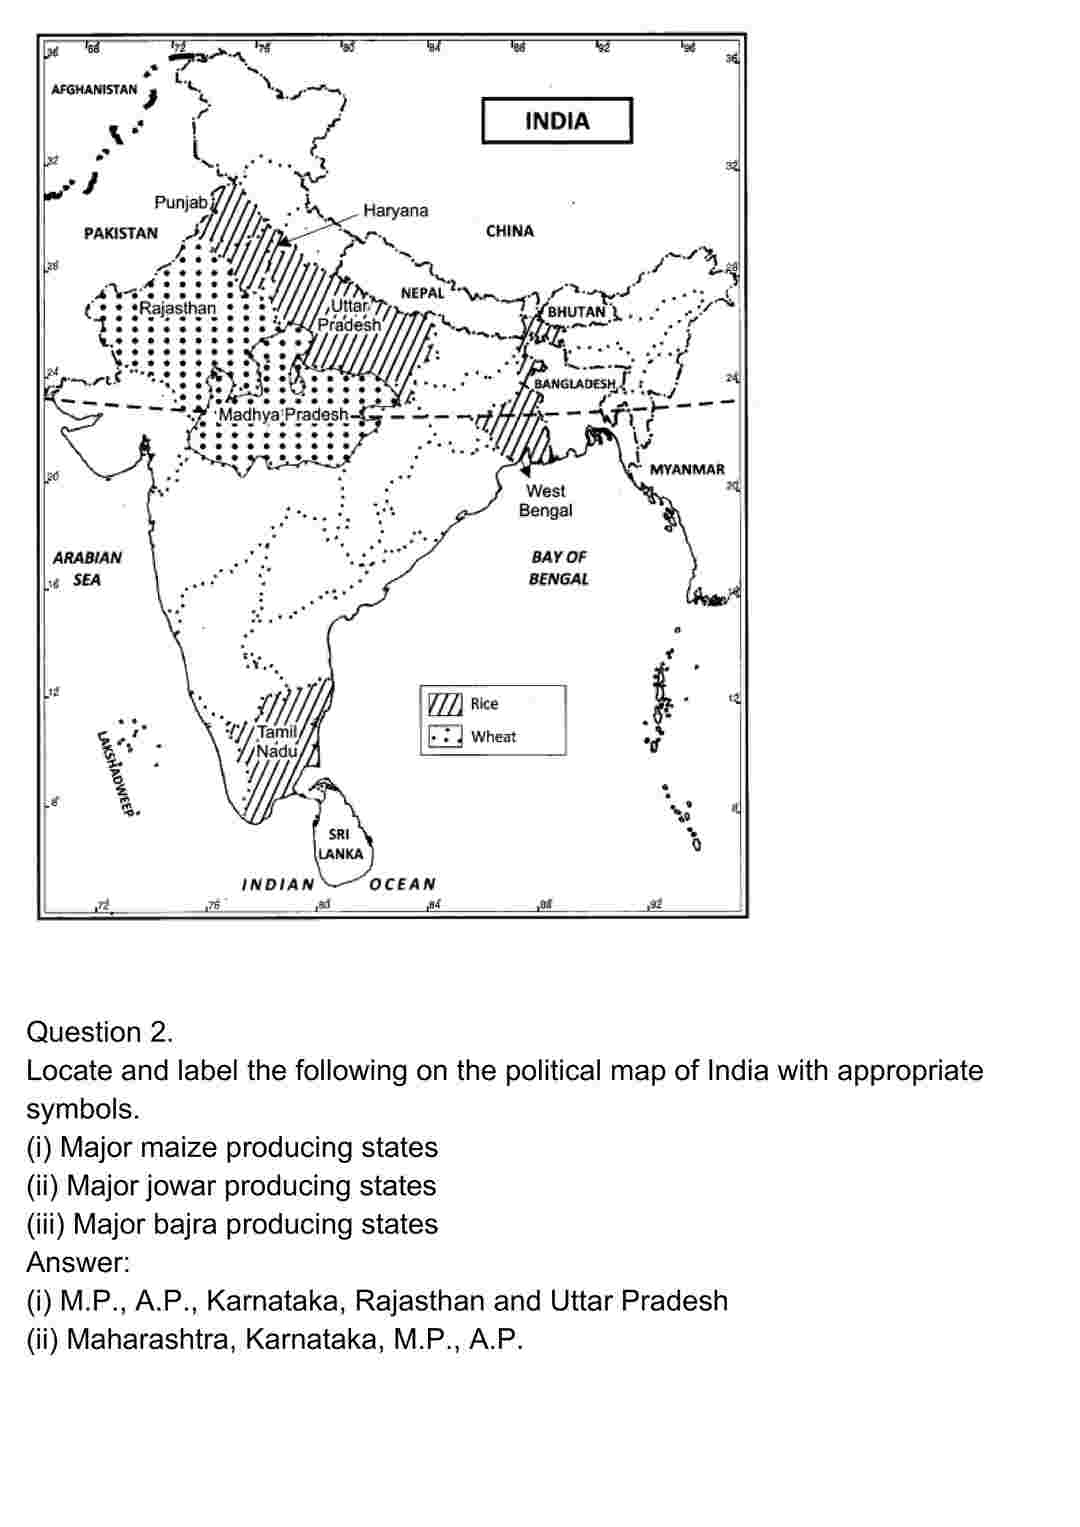 36 68 72 76 80 84 88 92 96 36
AFGHANISTAN
INDIA
32 32
Punjab
Haryana
PAKISTAN
CHINA
28 28
NEPAL
Rajasthan
Uttar
Pradesh
BHUTAN
24 24
BANGLADESH
Madhya Pradesh
MYANMAR
20 20
West
Bengal
ARABIAN
SEA
BAY OF
BENGAL
16 16
12 12
Rice
Wheat
Tamil
Nadu
LAKSHADWEEP
8 8
SRI
LANKA
INDIAN OCEAN
72 76 80 84 88 92
Question 2.
Locate and label the following on the political map of India with appropriate
symbols.
(i) Major maize producing states
(ii) Major jowar producing states
(iii) Major bajra producing states
Answer:
(i) M.P., A.P., Karnataka, Rajasthan and Uttar Pradesh
(ii) Maharashtra, Karnataka, M.P., A.P.